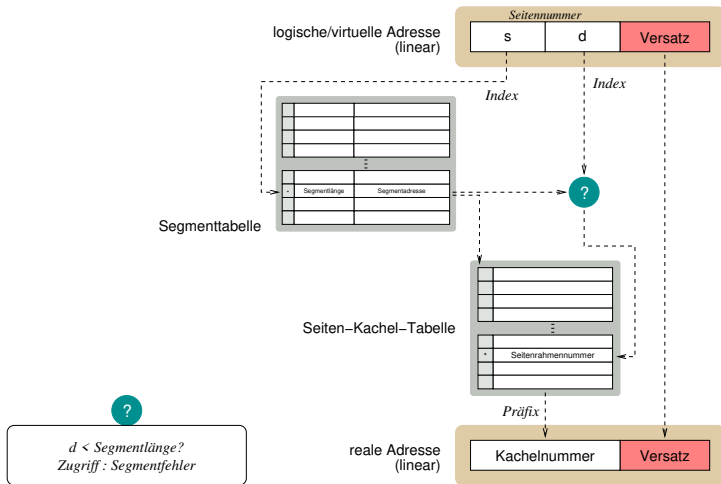 Seitennummer
logische/virtuelle Adresse
(linear)
s d Versatz
Index Index
* Segmentlänge Segmentadresse
?
Segmenttabelle
Seiten−Kachel−Tabelle
* Seitenrahmennummer
?
Präfix
d < Segmentlänge?
Zugriff : Segmentfehler
reale Adresse
(linear)
Kachelnummer Versatz